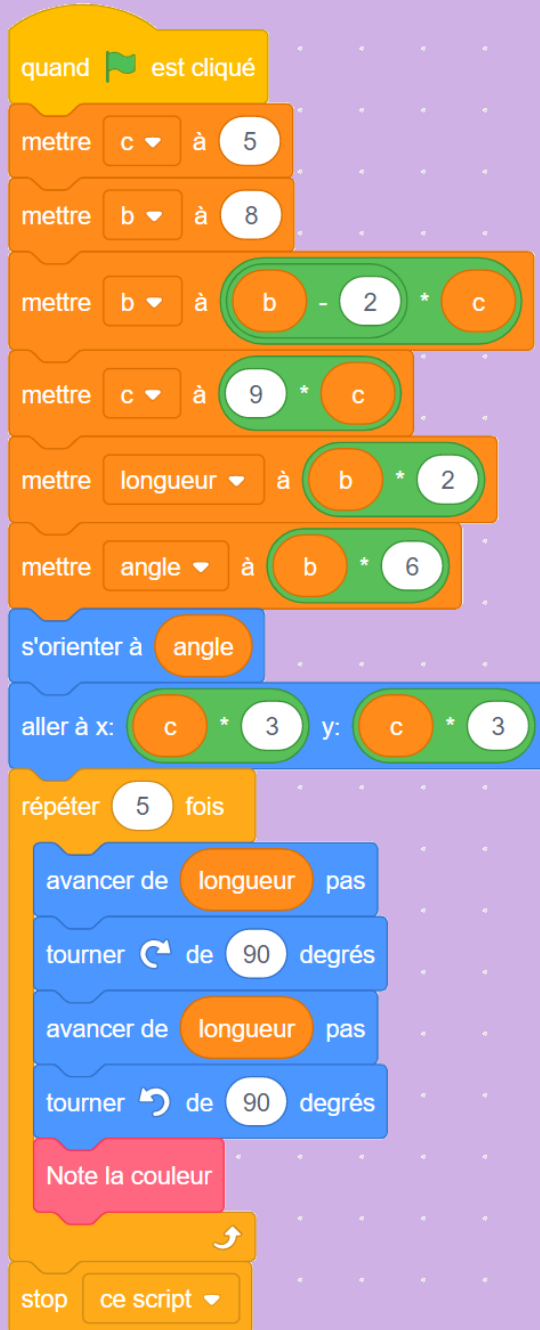 quand est cliqué
mettre c à 5
mettre b à 8
mettre b à b - 2 * c
mettre c à 9 * c
mettre longueur à b * 2
mettre angle à b * 6
s'orienter à angle
aller à x: c * 3 y: c * 3
répéter 5 fois
avancer de longueur pas
tourner de 90 degrés
avancer de longueur pas
tourner de 90 degrés
Note la couleur
stop ce script